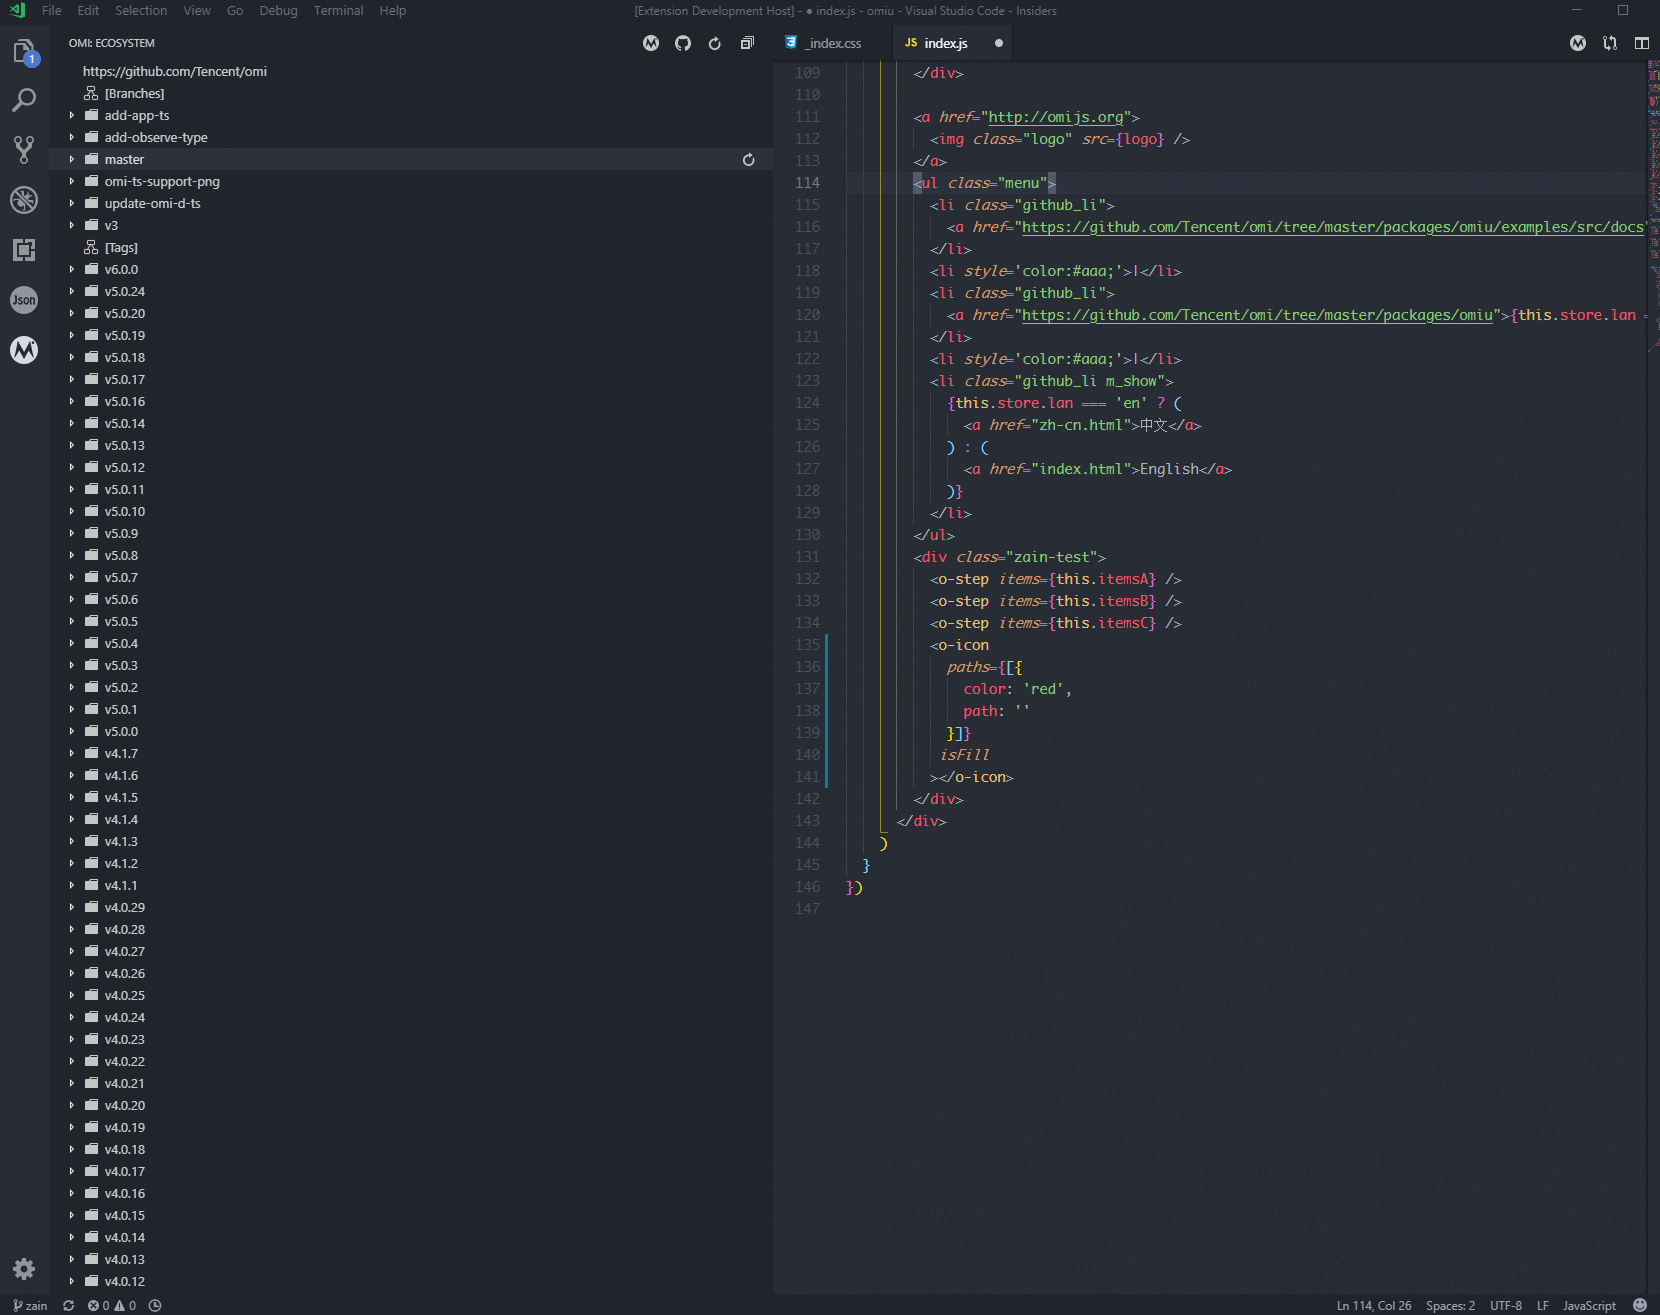 File Edit Selection View Go Debug Terminal Help
[Extension Development Host] - ● index.js - omiu - Visual Studio Code - Insiders
1
Json
OMI: ECOSYSTEM
https://github.com/Tencent/omi
[Branches]
add-app-ts
add-observe-type
master
omi-ts-support-png
update-omi-d-ts
v3
[Tags]
v6.0.0
v5.0.24
v5.0.20
v5.0.19
v5.0.18
v5.0.17
v5.0.16
v5.0.14
v5.0.13
v5.0.12
v5.0.11
v5.0.10
v5.0.9
v5.0.8
v5.0.7
v5.0.6
v5.0.5
v5.0.4
v5.0.3
v5.0.2
v5.0.1
v5.0.0
v4.1.7
v4.1.6
v4.1.5
v4.1.4
v4.1.3
v4.1.2
v4.1.1
v4.0.29
v4.0.28
v4.0.27
v4.0.26
v4.0.25
v4.0.24
v4.0.23
v4.0.22
v4.0.21
v4.0.20
v4.0.19
v4.0.18
v4.0.17
v4.0.16
v4.0.15
v4.0.14
v4.0.13
v4.0.12
_index.css
JS index.js ●
109 </div>
110
111 <a href="http://omijs.org">
112 <img class="logo" src={logo} />
113 </a>
114 <ul class="menu">
115 <li class="github_li">
116 <a href="https://github.com/Tencent/omi/tree/master/packages/omiu/examples/src/docs"
117 </li>
118 <li style='color:#aaa;'>|</li>
119 <li class="github_li">
120 <a href="https://github.com/Tencent/omi/tree/master/packages/omiu">{this.store.lan =
121 </li>
122 <li style='color:#aaa;'>|</li>
123 <li class="github_li m_show">
124 {this.store.lan === 'en' ? (
125 <a href="zh-cn.html">中文</a>
126 ) : (
127 <a href="index.html">English</a>
128 )}
129 </li>
130 </ul>
131 <div class="zain-test">
132 <o-step items={this.itemsA} />
133 <o-step items={this.itemsB} />
134 <o-step items={this.itemsC} />
135 <o-icon
136 paths={[{
137 color: 'red',
138 path: ''
139 }]}
140 isFill
141 ></o-icon>
142 </div>
143 </div>
144 )
145 }
146 })
147
zain 0 0
Ln 114, Col 26 Spaces: 2 UTF-8 LF JavaScript